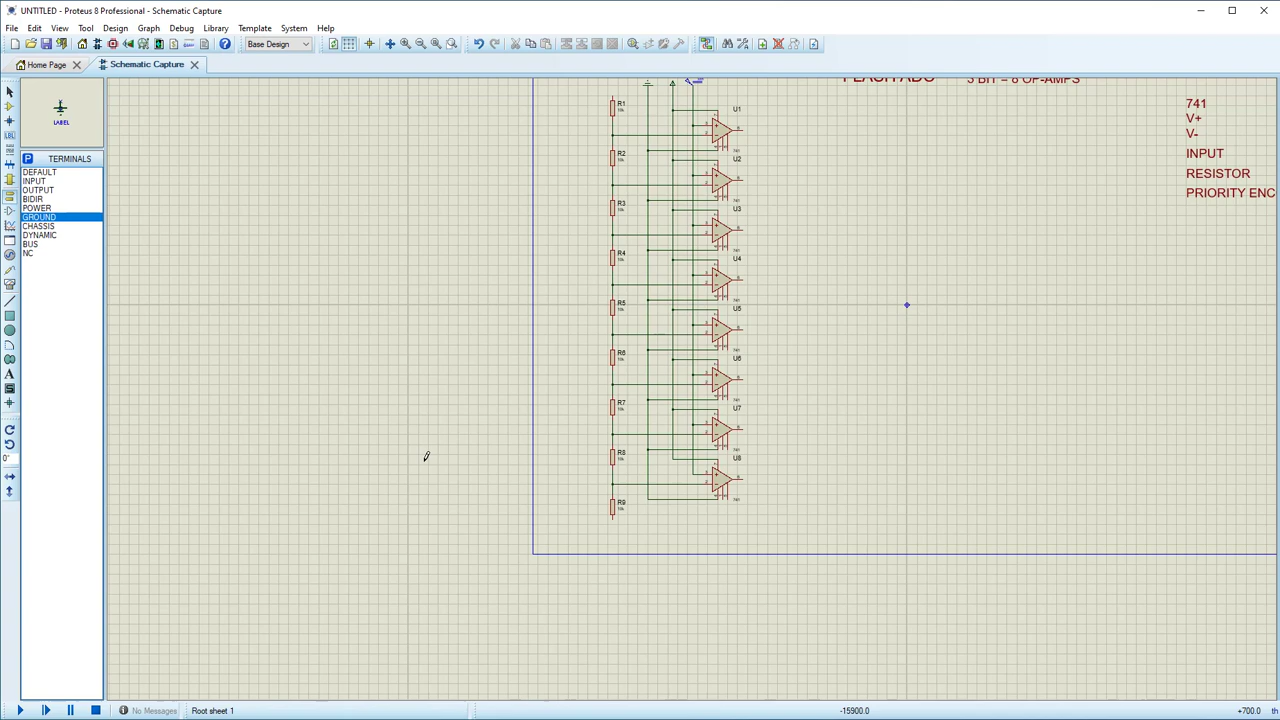 UNTITLED - Proteus 8 Professional - Schematic Capture
File Edit View Tool Design Graph Debug Library Template System Help
Base Design
Home Page
Schematic Capture
LABEL
P TERMINALS
DEFAULT
INPUT
OUTPUT
BIDIR
POWER
GROUND
CHASSIS
DYNAMIC
BUS
NC
0°
3 BIT = 8 OP-AMPS
741
V+
V-
INPUT
RESISTOR
PRIORITY ENC
R1
U1
R2
U2
R3
U3
R4
U4
R5
U5
R6
U6
R7
U7
R8
U8
R9
No Messages
Root sheet 1
-15900.0
+700.0
th